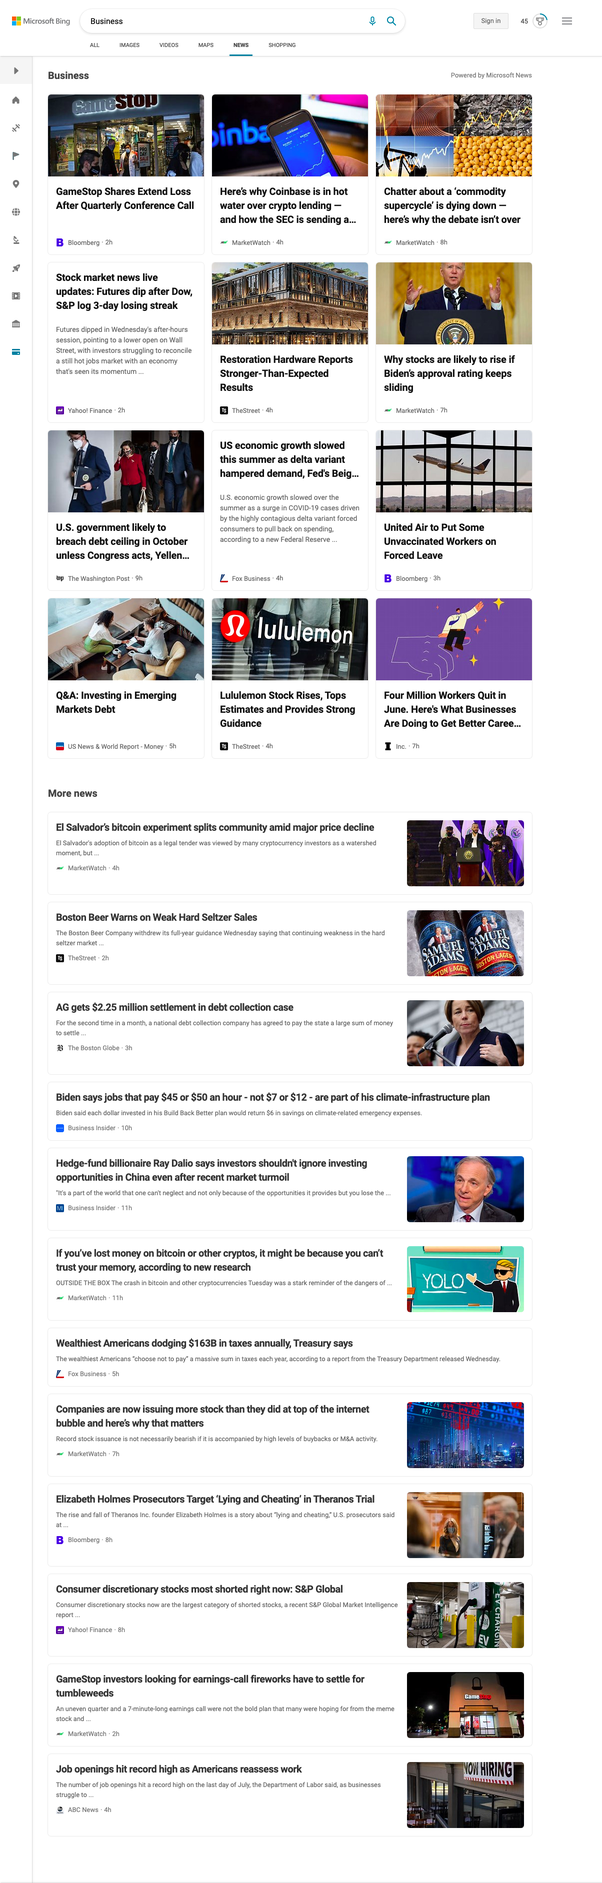 Microsoft Bing
Business
Sign in
45
ALL
IMAGES
VIDEOS
MAPS
NEWS
SHOPPING
Business
Powered by Microsoft News
GameStop
GameStop Shares Extend Loss
After Quarterly Conference Call
Bloomberg · 2h
Here's why Coinbase is in hot
water over crypto lending —
and how the SEC is sending a...
MarketWatch · 4h
Chatter about a 'commodity
supercycle' is dying down —
here's why the debate isn't over
MarketWatch · 8h
Stock market news live
updates: Futures dip after Dow,
S&P log 3-day losing streak
Futures dipped in Wednesday's after-hours
session, pointing to a lower open on Wall
Street, with investors struggling to reconcile
a still hot jobs market with an economy
that's seen its momentum ...
Yahoo! Finance · 2h
Restoration Hardware Reports
Stronger-Than-Expected
Results
TheStreet · 4h
Why stocks are likely to rise if
Biden's approval rating keeps
sliding
MarketWatch · 7h
U.S. government likely to
breach debt ceiling in October
unless Congress acts, Yellen...
The Washington Post · 9h
US economic growth slowed
this summer as delta variant
hampered demand, Fed's Beig...
U.S. economic growth slowed over the
summer as a surge in COVID-19 cases driven
by the highly contagious delta variant forced
consumers to pull back on spending,
according to a new Federal Reserve ...
Fox Business · 4h
United Air to Put Some
Unvaccinated Workers on
Forced Leave
Bloomberg · 3h
Q&A: Investing in Emerging
Markets Debt
US News & World Report - Money · 5h
lululemon
Lululemon Stock Rises, Tops
Estimates and Provides Strong
Guidance
TheStreet · 4h
Four Million Workers Quit in
June. Here's What Businesses
Are Doing to Get Better Caree...
Inc. · 7h
More news
El Salvador's bitcoin experiment splits community amid major price decline
El Salvador's adoption of bitcoin as a legal tender was viewed by many cryptocurrency investors as a watershed
moment, but ...
MarketWatch · 4h
Boston Beer Warns on Weak Hard Seltzer Sales
The Boston Beer Company withdrew its full-year guidance Wednesday saying that continuing weakness in the hard
seltzer market ...
TheStreet · 2h
SAMUEL ADAMS
BOSTON LAGER
SAMUEL ADAMS
BOSTON LAGER
AG gets $2.25 million settlement in debt collection case
For the second time in a month, a national debt collection company has agreed to pay the state a large sum of money
to settle ...
The Boston Globe · 3h
Biden says jobs that pay $45 or $50 an hour - not $7 or $12 - are part of his climate-infrastructure plan
Biden said each dollar invested in his Build Back Better plan would return $6 in savings on climate-related emergency expenses.
Business Insider · 10h
Hedge-fund billionaire Ray Dalio says investors shouldn't ignore investing
opportunities in China even after recent market turmoil
"It's a part of the world that one can't neglect and not only because of the opportunities it provides but you lose the ...
Business Insider · 11h
If you've lost money on bitcoin or other cryptos, it might be because you can't
trust your memory, according to new research
OUTSIDE THE BOX The crash in bitcoin and other cryptocurrencies Tuesday was a stark reminder of the dangers of ...
MarketWatch · 11h
YOLO
Wealthiest Americans dodging $163B in taxes annually, Treasury says
The wealthiest Americans "choose not to pay" a massive sum in taxes each year, according to a report from the Treasury Department released Wednesday.
Fox Business · 5h
Companies are now issuing more stock than they did at top of the internet
bubble and here's why that matters
Record stock issuance is not necessarily bearish if it is accompanied by high levels of buybacks or M&A activity.
MarketWatch · 7h
Elizabeth Holmes Prosecutors Target 'Lying and Cheating' in Theranos Trial
The rise and fall of Theranos Inc. founder Elizabeth Holmes is a story about "lying and cheating," U.S. prosecutors said
at ...
Bloomberg · 8h
Consumer discretionary stocks most shorted right now: S&P Global
Consumer discretionary stocks now are the largest category of shorted stocks, a recent S&P Global Market Intelligence
report ...
Yahoo! Finance · 8h
EV CHARGING
EV
GameStop investors looking for earnings-call fireworks have to settle for
tumbleweeds
An uneven quarter and a 7-minute-long earnings call were not the bold plan that many were hoping for from the meme
stock and ...
MarketWatch · 2h
GameStop
Job openings hit record high as Americans reassess work
The number of job openings hit a record high on the last day of July, the Department of Labor said, as businesses
struggle to ...
ABC News · 4h
NOW HIRING